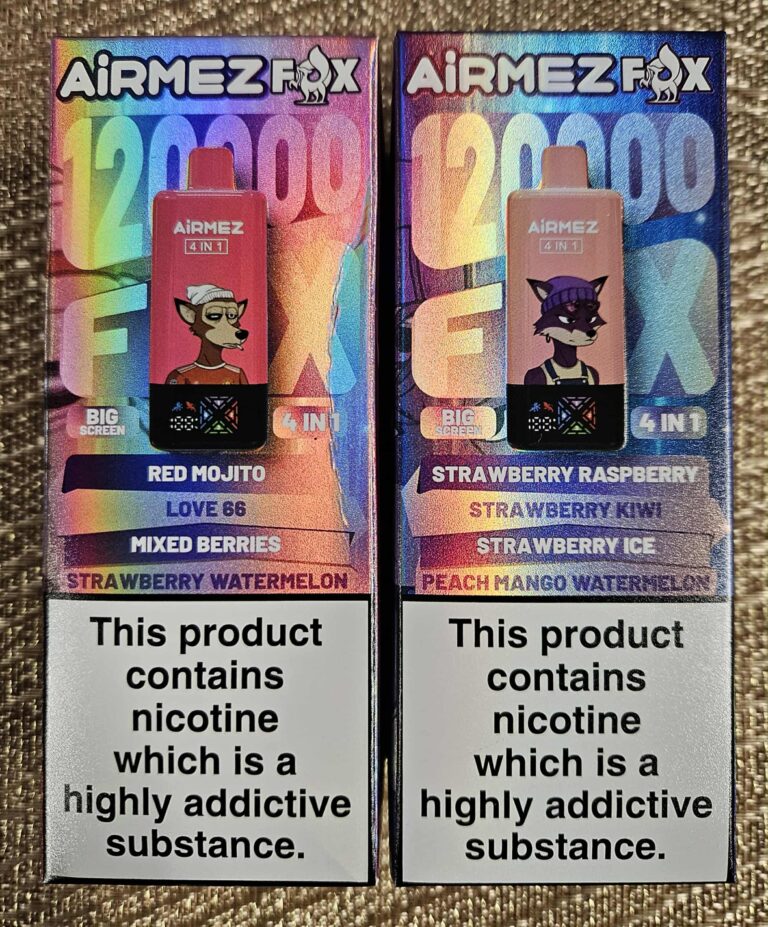 AiRMEZ FOX
120000
FOX
AiRMEZ
4 IN 1
BIG
SCREEN
4 IN 1
RED MOJITO
LOVE 66
MIXED BERRIES
STRAWBERRY WATERMELON
This product
contains
nicotine
which is a
highly addictive
substance.
AiRMEZ FOX
120000
FOX
AiRMEZ
4 IN 1
BIG
SCREEN
4 IN 1
STRAWBERRY RASPBERRY
STRAWBERRY KIWI
STRAWBERRY ICE
PEACH MANGO WATERMELON
This product
contains
nicotine
which is a
highly addictive
substance.